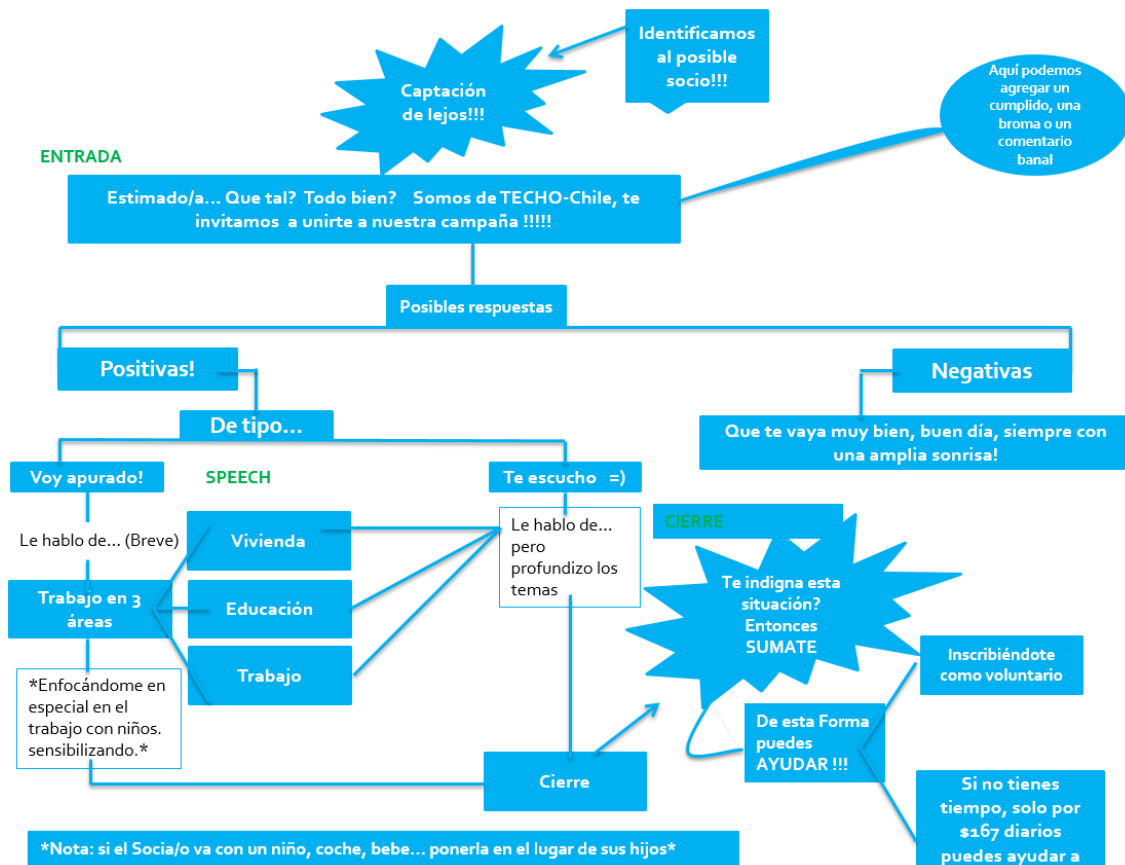 Identificamos
al posible
socio!!!
Captación
de lejos!!!
Aquí podemos
agregar un
cumplido, una
broma o un
comentario
banal
ENTRADA
Estimado/a... Que tal?  Todo bien?    Somos de TECHO-Chile, te
invitamos  a unirte a nuestra campaña !!!!!
Posibles respuestas
Positivas!
Negativas
De tipo...
Que te vaya muy bien, buen día, siempre con
una amplia sonrisa!
Voy apurado!
SPEECH
Te escucho   =)
Le hablo de... (Breve)
Vivienda
Le hablo de...
pero
profundizo los
temas
CIERRE
Te indigna esta
situación?
Entonces
SUMATE
Trabajo en 3
áreas
Educación
Trabajo
Inscribiéndote
como voluntario
*Enfocándome en
especial en el
trabajo con niños.
sensibilizando.*
De esta Forma
puedes
AYUDAR !!!
Cierre
Si no tienes
tiempo, solo por
$167 diarios
puedes ayudar a
*Nota: si el Socia/o va con un niño, coche, bebe... ponerla en el lugar de sus hijos*